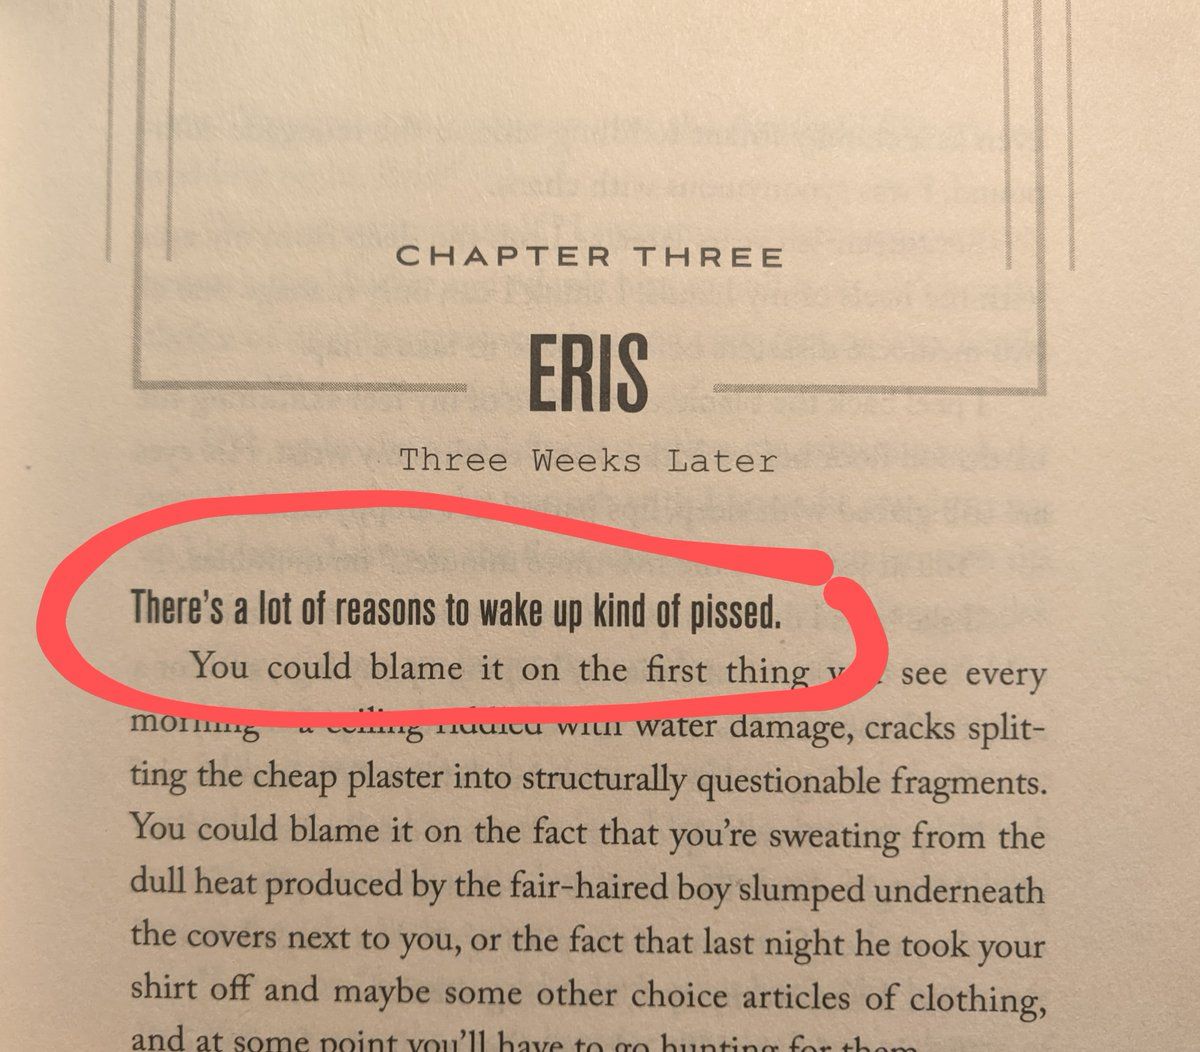 CHAPTER THREE
ERIS
Three Weeks Later
There's a lot of reasons to wake up kind of pissed.
You could blame it on the first thing see every
morning—a ceiling riddled with water damage, cracks split-
ting the cheap plaster into structurally questionable fragments.
You could blame it on the fact that you're sweating from the
dull heat produced by the fair-haired boy slumped underneath
the covers next to you, or the fact that last night he took your
shirt off and maybe some other choice articles of clothing,
and at some point you'll have to go hunting for them